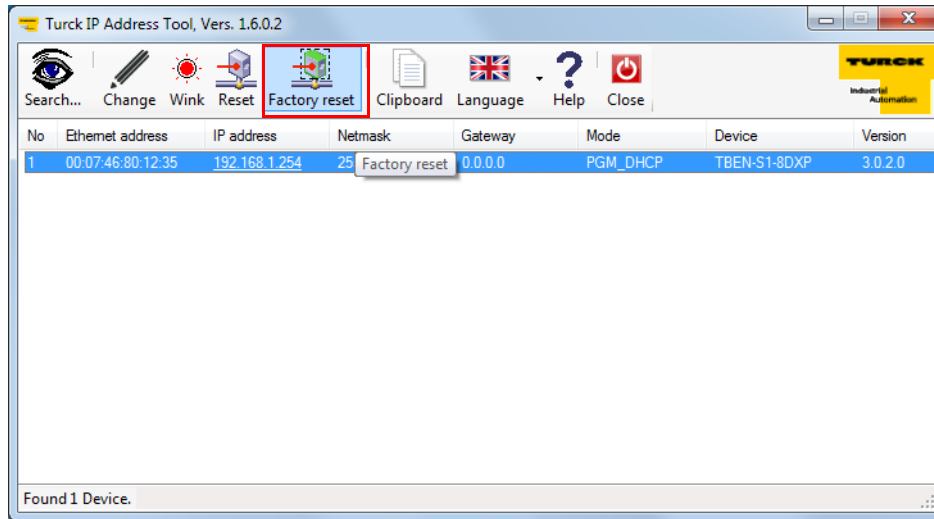 Turck IP Address Tool, Vers. 1.6.0.2
Search... Change Wink Reset Factory reset Clipboard Language Help Close
TURCK
Industrial
Automation
No Ethernet address IP address Netmask Gateway Mode Device Version
1 00:07:46:80:12:35 192.168.1.254 25 0.0.0.0 PGM_DHCP TBEN-S1-8DXP 3.0.2.0
Factory reset
Found 1 Device.